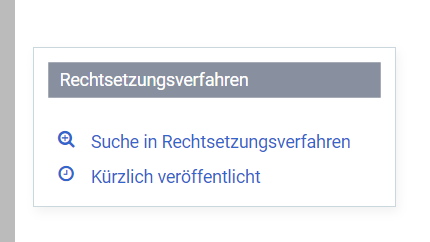 Rechtsetzungsverfahren
Suche in Rechtsetzungsverfahren
Kürzlich veröffentlicht